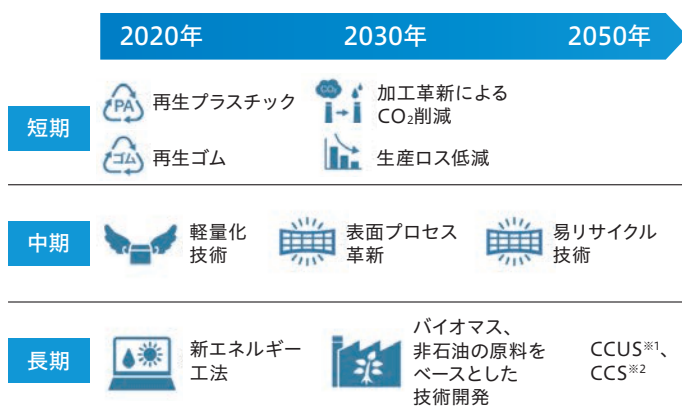 2020年 2030年 2050年
短期
PA 再生プラスチック
CO₂ 加工革新による
CO₂削減
ゴム 再生ゴム
生産ロス低減
中期
軽量化
技術
表面プロセス
革新
易リサイクル
技術
長期
新エネルギー
工法
バイオマス、
非石油の原料を
ベースとした
技術開発
CCUS※1、
CCS※2